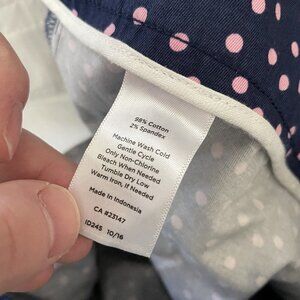 98% Cotton
2% Spandex
Machine Wash Cold
Gentle Cycle
Only Non-Chlorine
Bleach When Needed
Tumble Dry Low
Warm Iron, If Needed
Made in Indonesia
CA #23147
ID245 10/16